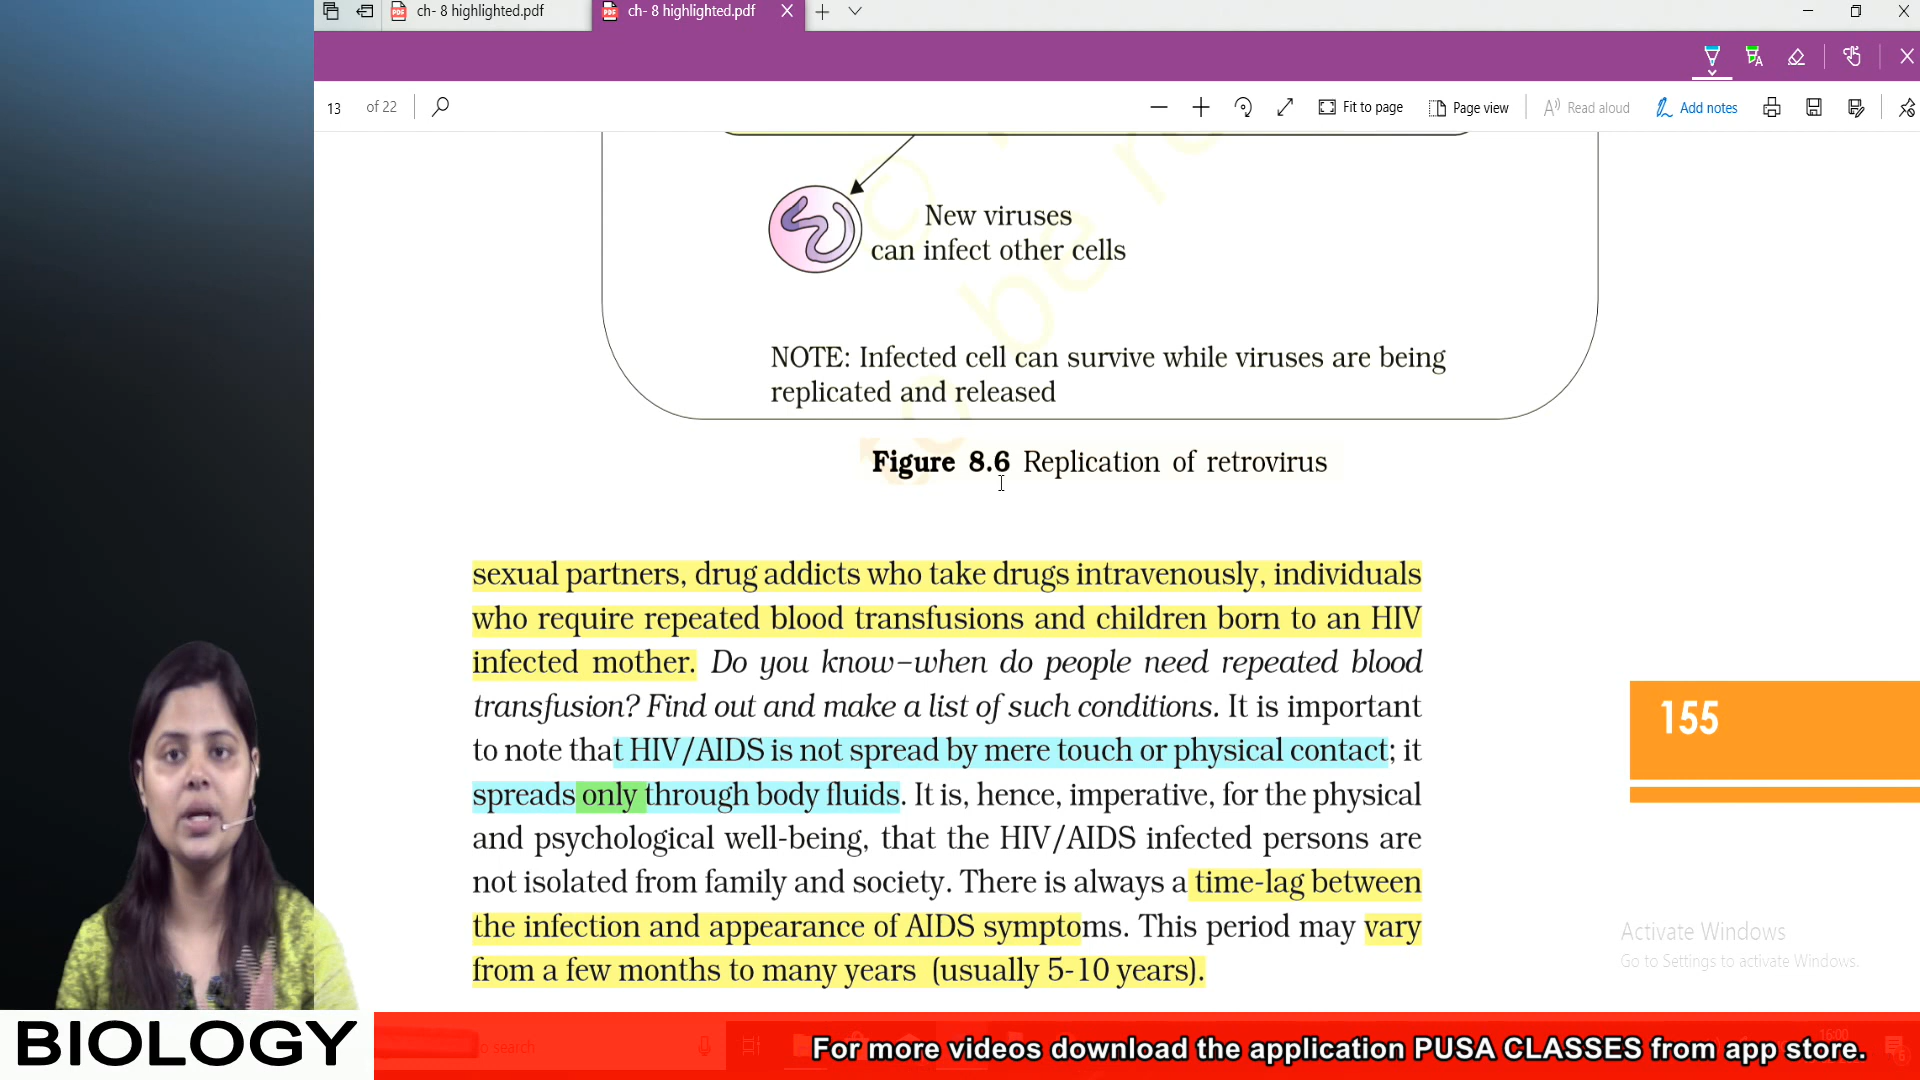 ch- 8 highlighted.pdf
ch- 8 highlighted.pdf
13 of 22
Fit to page
Page view
Read aloud
Add notes
New viruses
can infect other cells
NOTE: Infected cell can survive while viruses are being
replicated and released
Figure 8.6 Replication of retrovirus
sexual partners, drug addicts who take drugs intravenously, individuals
who require repeated blood transfusions and children born to an HIV
infected mother. Do you know–when do people need repeated blood
transfusion? Find out and make a list of such conditions. It is important
to note that HIV/AIDS is not spread by mere touch or physical contact; it
spreads only through body fluids. It is, hence, imperative, for the physical
and psychological well-being, that the HIV/AIDS infected persons are
not isolated from family and society. There is always a time-lag between
the infection and appearance of AIDS symptoms. This period may vary
from a few months to many years (usually 5-10 years).
155
Activate Windows
Go to Settings to activate Windows.
BIOLOGY
o search
16:00
For more videos download the application PUSA CLASSES from app store.